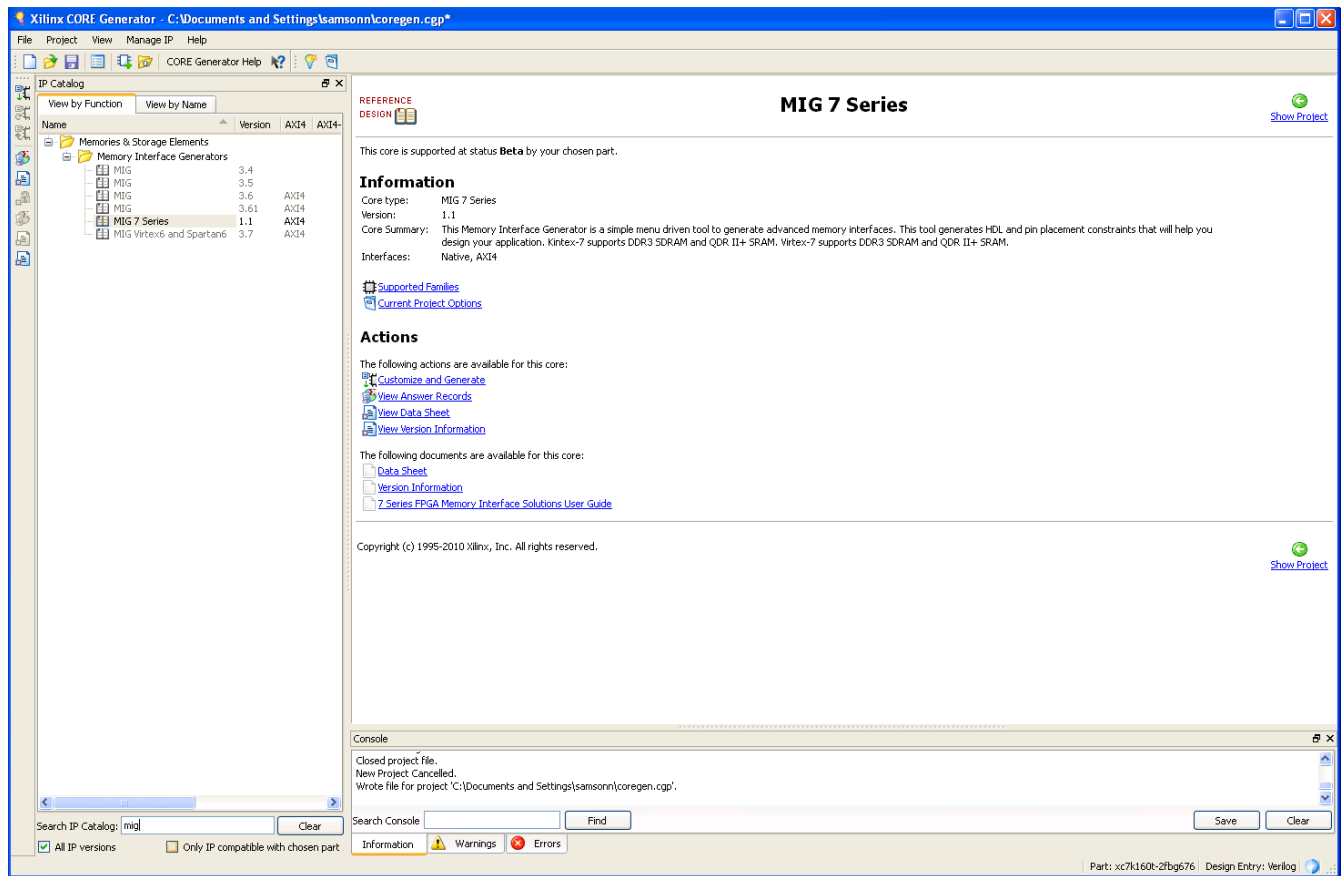 Xilinx CORE Generator - C:\Documents and Settings\samsonn\coregen.cgp*
File Project View Manage IP Help
CORE Generator Help
IP Catalog
View by Function View by Name
Name Version AXI4 AXI4-
Memories & Storage Elements
Memory Interface Generators
MIG 3.4
MIG 3.5
MIG 3.6 AXI4
MIG 3.61 AXI4
MIG 7 Series 1.1 AXI4
MIG Virtex6 and Spartan6 3.7 AXI4
Search IP Catalog: mig Clear
All IP versions Only IP compatible with chosen part
REFERENCE
DESIGN
MIG 7 Series
Show Project
This core is supported at status Beta by your chosen part.
Information
Core type: MIG 7 Series
Version: 1.1
Core Summary: This Memory Interface Generator is a simple menu driven tool to generate advanced memory interfaces. This tool generates HDL and pin placement constraints that will help you
design your application. Kintex-7 supports DDR3 SDRAM and QDR II+ SRAM. Virtex-7 supports DDR3 SDRAM and QDR II+ SRAM.
Interfaces: Native, AXI4
Supported Families
Current Project Options
Actions
The following actions are available for this core:
Customize and Generate
View Answer Records
View Data Sheet
View Version Information
The following documents are available for this core:
Data Sheet
Version Information
7 Series FPGA Memory Interface Solutions User Guide
Copyright (c) 1995-2010 Xilinx, Inc. All rights reserved.
Show Project
Console
Closed project file.
New Project Cancelled.
Wrote file for project 'C:\Documents and Settings\samsonn\coregen.cgp'.
Search Console Find Save Clear
Information Warnings Errors
Part: xc7k160t-2fbg676 Design Entry: Verilog